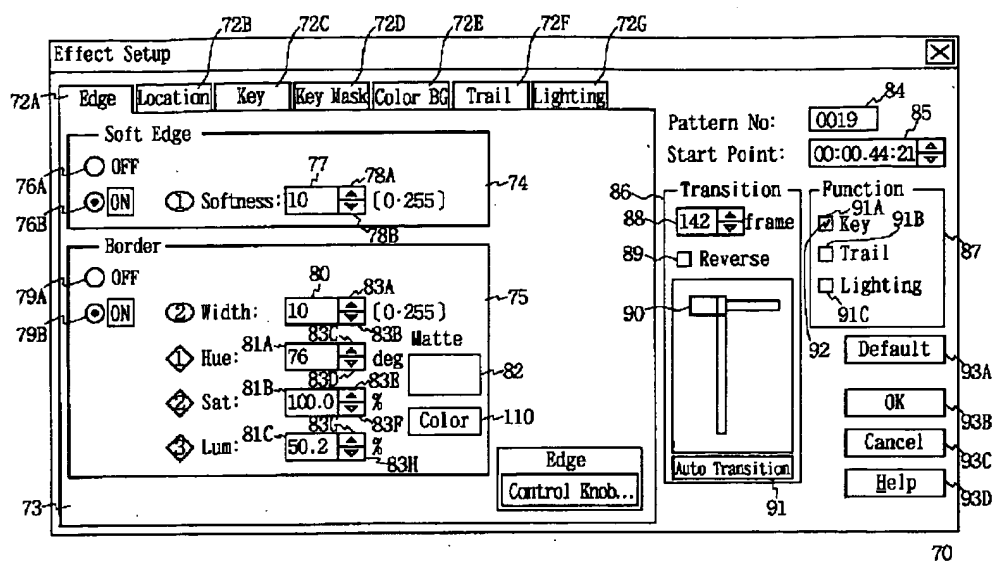 72B 72C 72D 72E 72F 72G
Effect Setup
72A Edge Location Key Key Mask Color BG Trail Lighting
Soft Edge
76A OFF
76B ON 1 Softness: 10 [0·255]
77 78A 78B 74
Border
79A OFF
79B ON 2 Width: 10 [0·255]
80 83A 83B 75
1 Hue: 76 deg
81A 83C 83D
2 Sat: 100.0 %
81B 83E 83F
3 Lum: 50.2 %
81C 83G 83H
Matte 82
Color 110
Edge
Control Knob...
73
Pattern No: 0019 84
Start Point: 00:00.44:21 85
86 Transition
88 142 frame
89 Reverse
90
Auto Transition
91
Function 87
91A Key
91B Trail
Lighting
92 91C
Default 93A
OK 93B
Cancel 93C
Help 93D
70